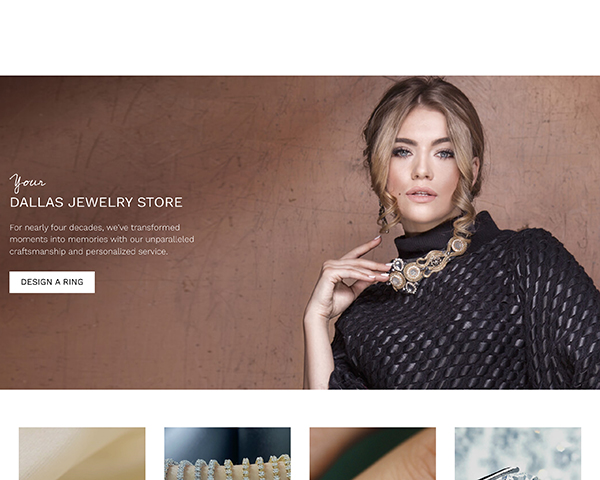 Your
DALLAS JEWELRY STORE
For nearly four decades, we've transformed
moments into memories with our unparalleled
craftsmanship and personalized service.
DESIGN A RING